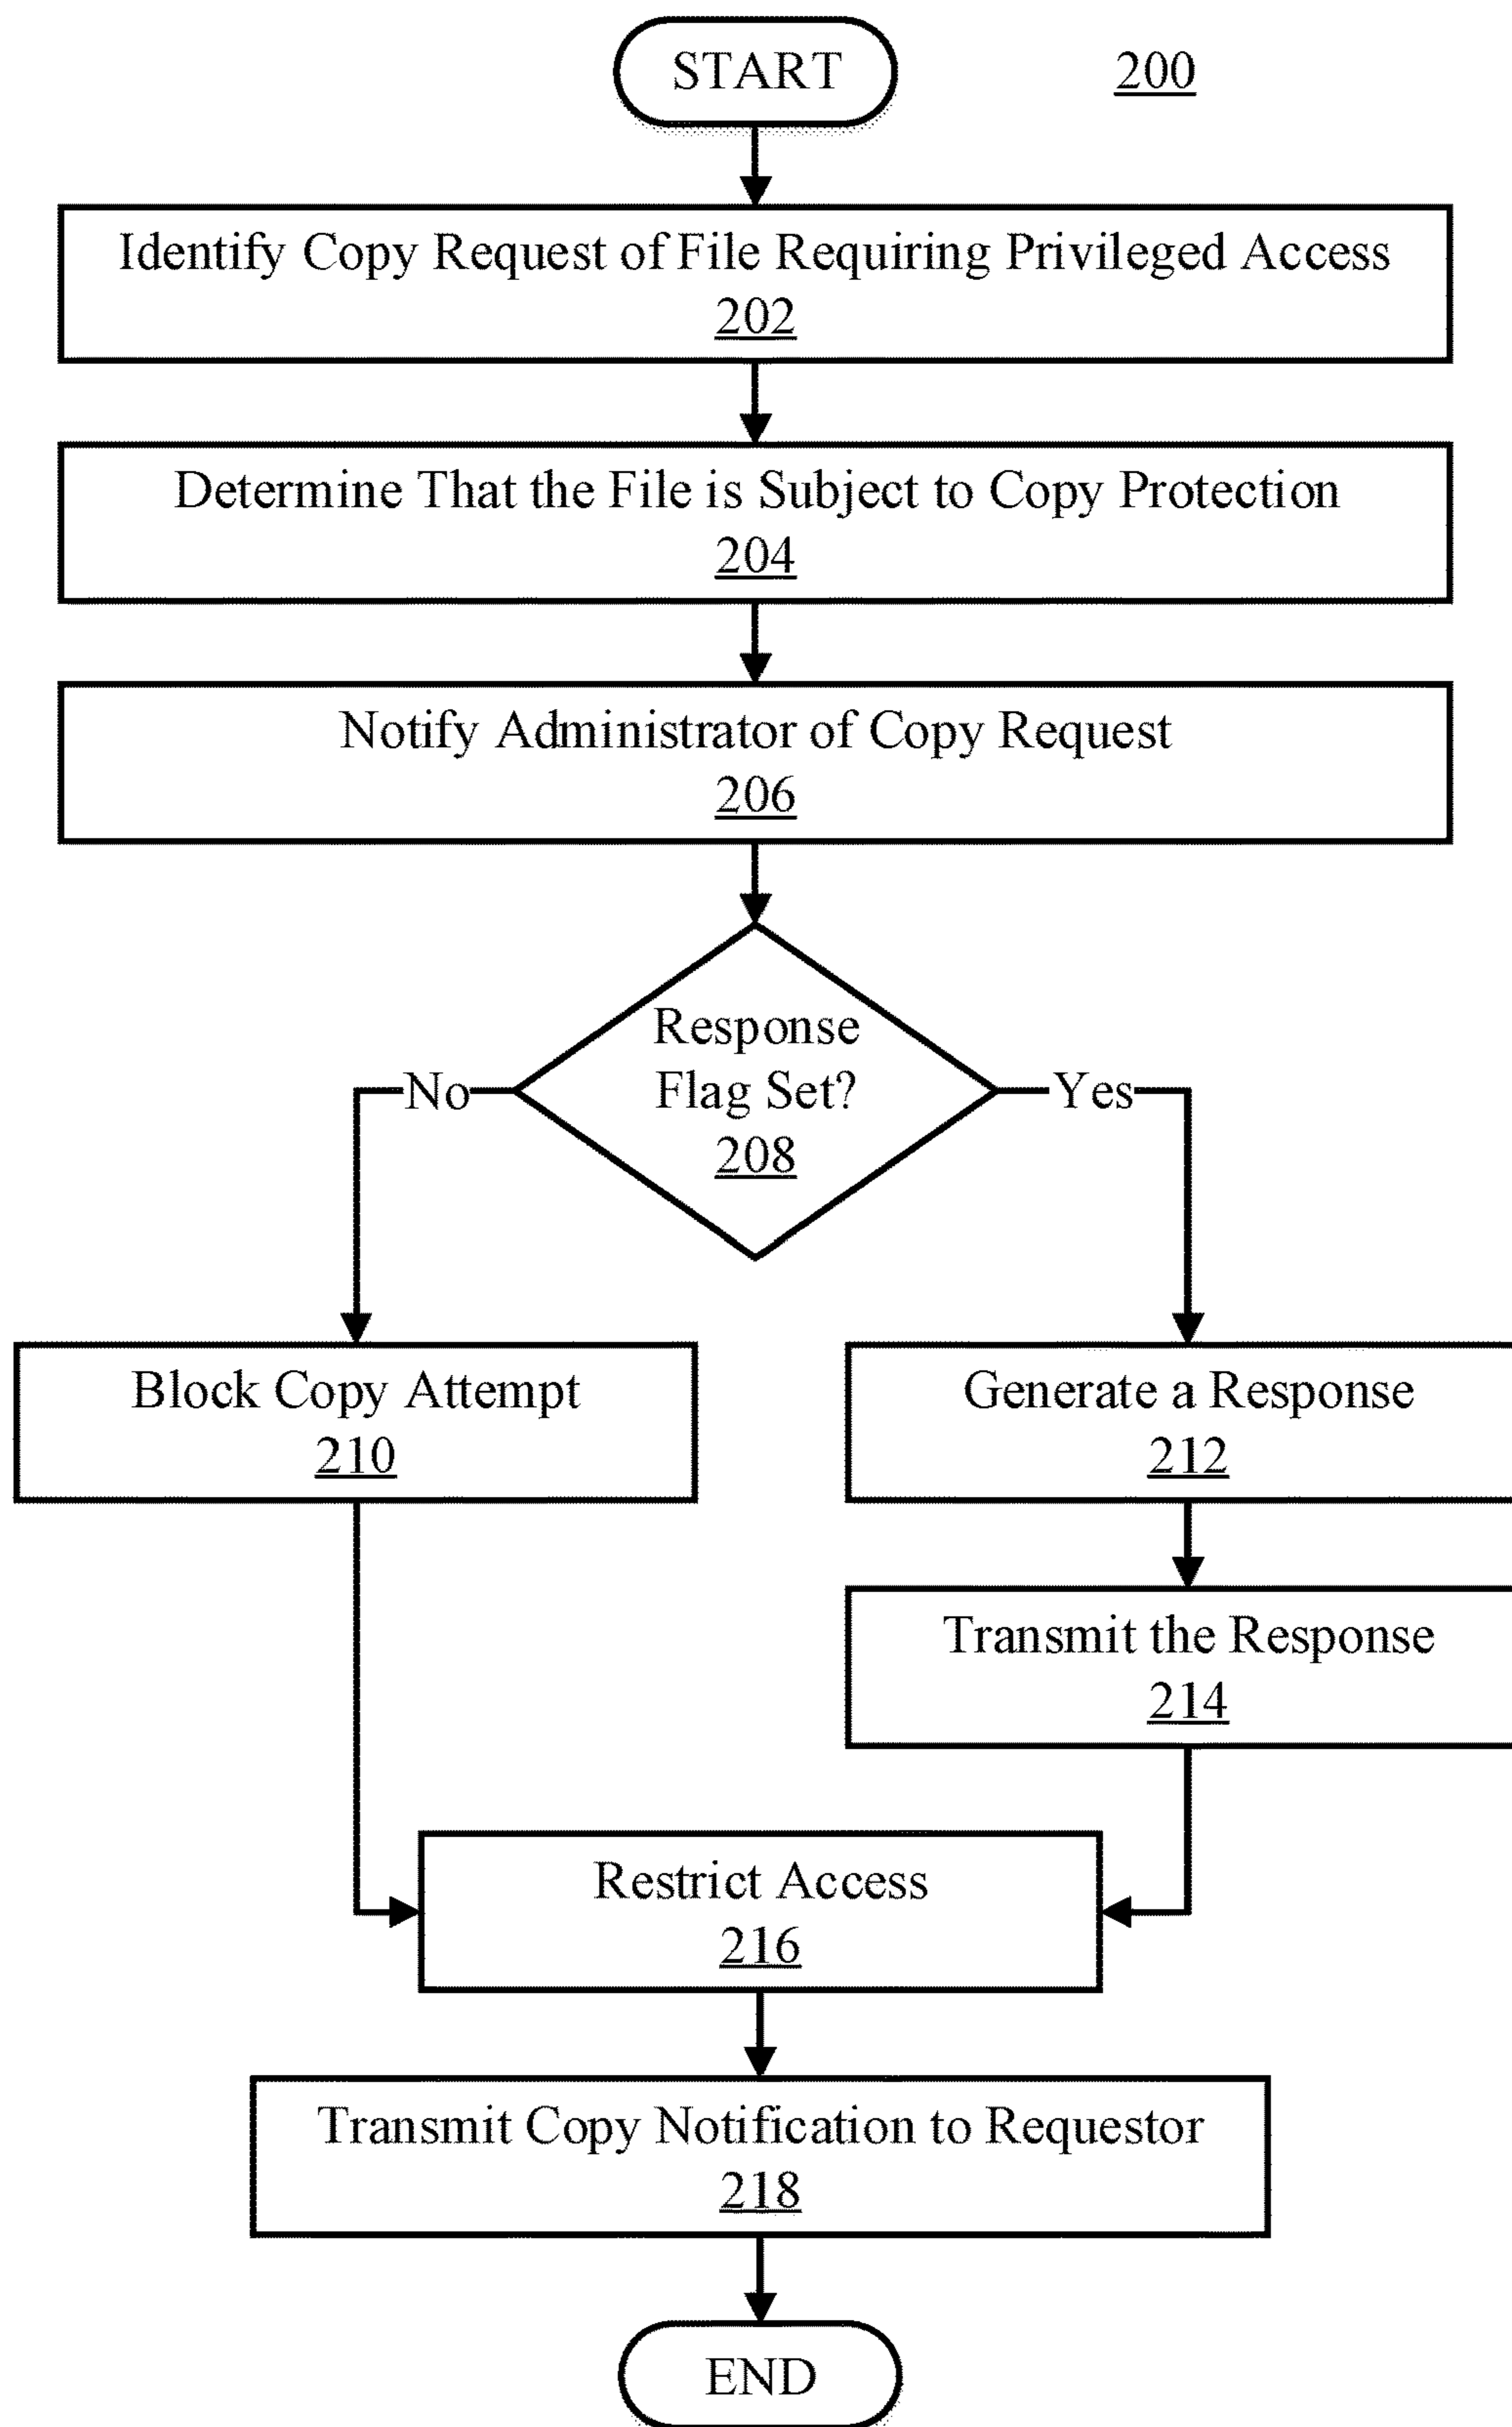 START
200
Identify Copy Request of File Requiring Privileged Access
202
Determine That the File is Subject to Copy Protection
204
Notify Administrator of Copy Request
206
Response
Flag Set?
208
No
Yes
Block Copy Attempt
210
Generate a Response
212
Transmit the Response
214
Restrict Access
216
Transmit Copy Notification to Requestor
218
END